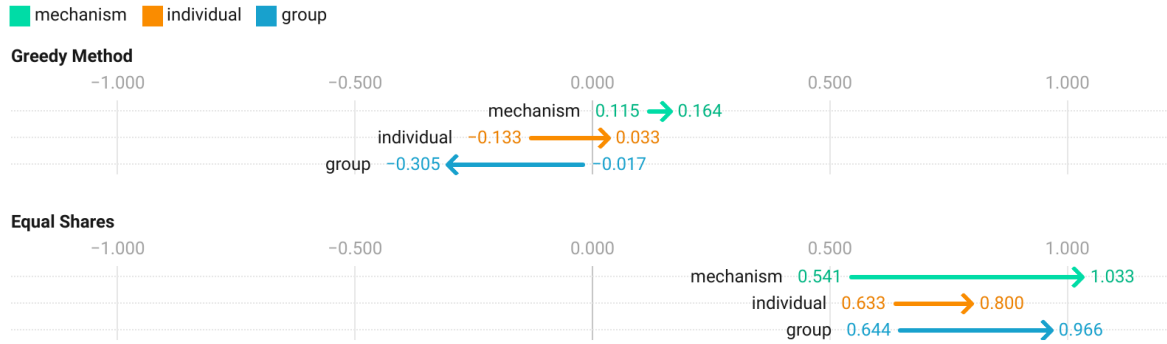 mechanism individual group
Greedy Method
−1.000 −0.500 0.000 0.500 1.000
mechanism 0.115 0.164
individual −0.133 0.033
group −0.305 −0.017
Equal Shares
−1.000 −0.500 0.000 0.500 1.000
mechanism 0.541 1.033
individual 0.633 0.800
group 0.644 0.966